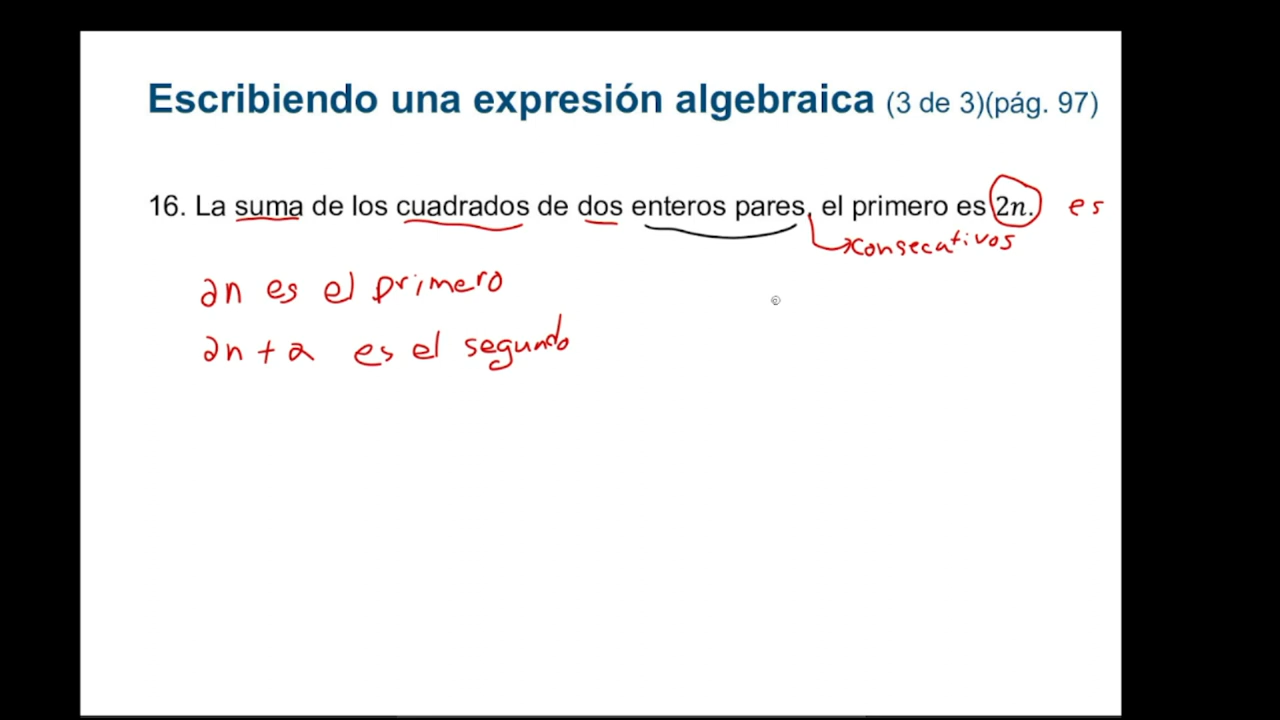 Escribiendo una expresión algebraica (3 de 3)(pág. 97)
16. La suma de los cuadrados de dos enteros pares, el primero es 2n. es
consecutivos
2n es el primero
2n + 2 es el segundo